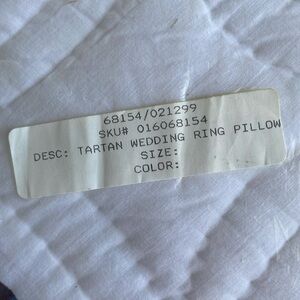 68154/021299
SKU# 016068154
DESC: TARTAN WEDDING RING PILLOW
SIZE:
COLOR: